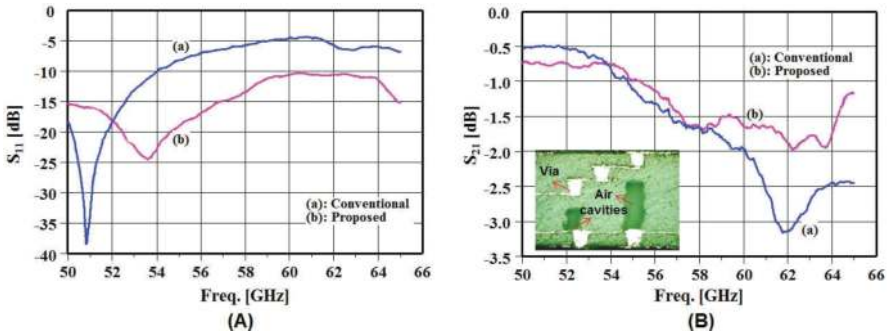 0
-5
-10
-15
-20
-25
-30
-35
-40
S11 [dB]
(a)
(b)
(a): Conventional
(b): Proposed
50 52 54 56 58 60 62 64 66
Freq. [GHz]
(A)
0.0
-0.5
-1.0
-1.5
-2.0
-2.5
-3.0
-3.5
S21 [dB]
(a): Conventional
(b): Proposed
(b)
Via
Air
cavities
(a)
50 52 54 56 58 60 62 64 66
Freq. [GHz]
(B)